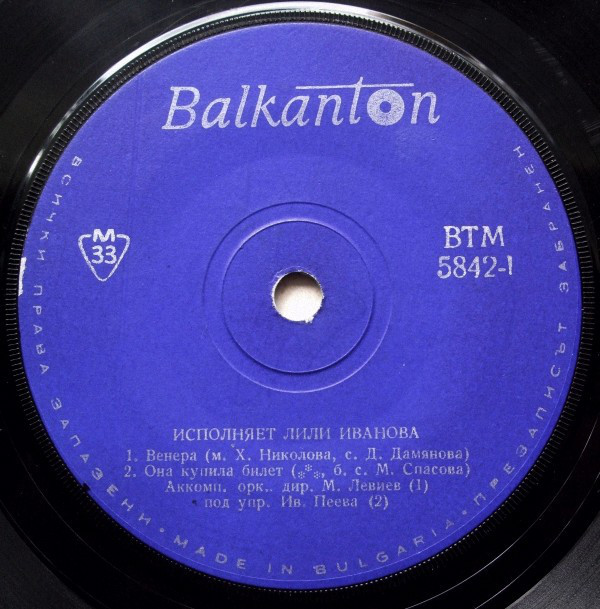 Balkanton
M
33
ВТМ
5842-I
ИСПОЛНЯЕТ ЛИЛИ ИВАНОВА
1. Венера (м. Х. Николова, с. Д. Дамянова)
2. Она купила билет (***, б. с. М. Спасова)
Аккомп. орк.. дир. М. Левиев (1)
под упр. Ив. Пеева (2)
ВСИЧКИ ПРАВА ЗАПАЗЕНИ • MADE IN BULGARIA • ПРЕЗАПИСЪТ ЗАБРАНЕН